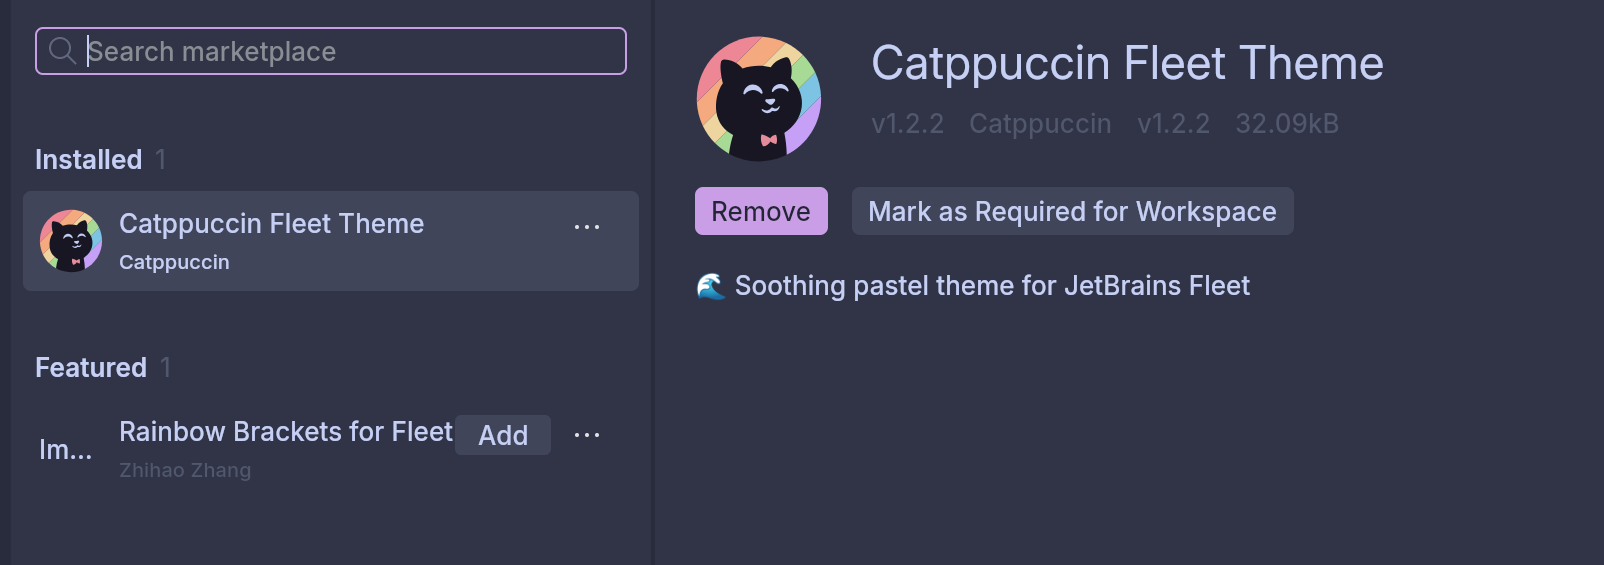 Search marketplace
Installed 1
Catppuccin Fleet Theme
Catppuccin
Featured 1
Im...
Rainbow Brackets for Fleet
Add
Zhihao Zhang
Catppuccin Fleet Theme
v1.2.2 Catppuccin v1.2.2 32.09kB
Remove
Mark as Required for Workspace
🌊 Soothing pastel theme for JetBrains Fleet